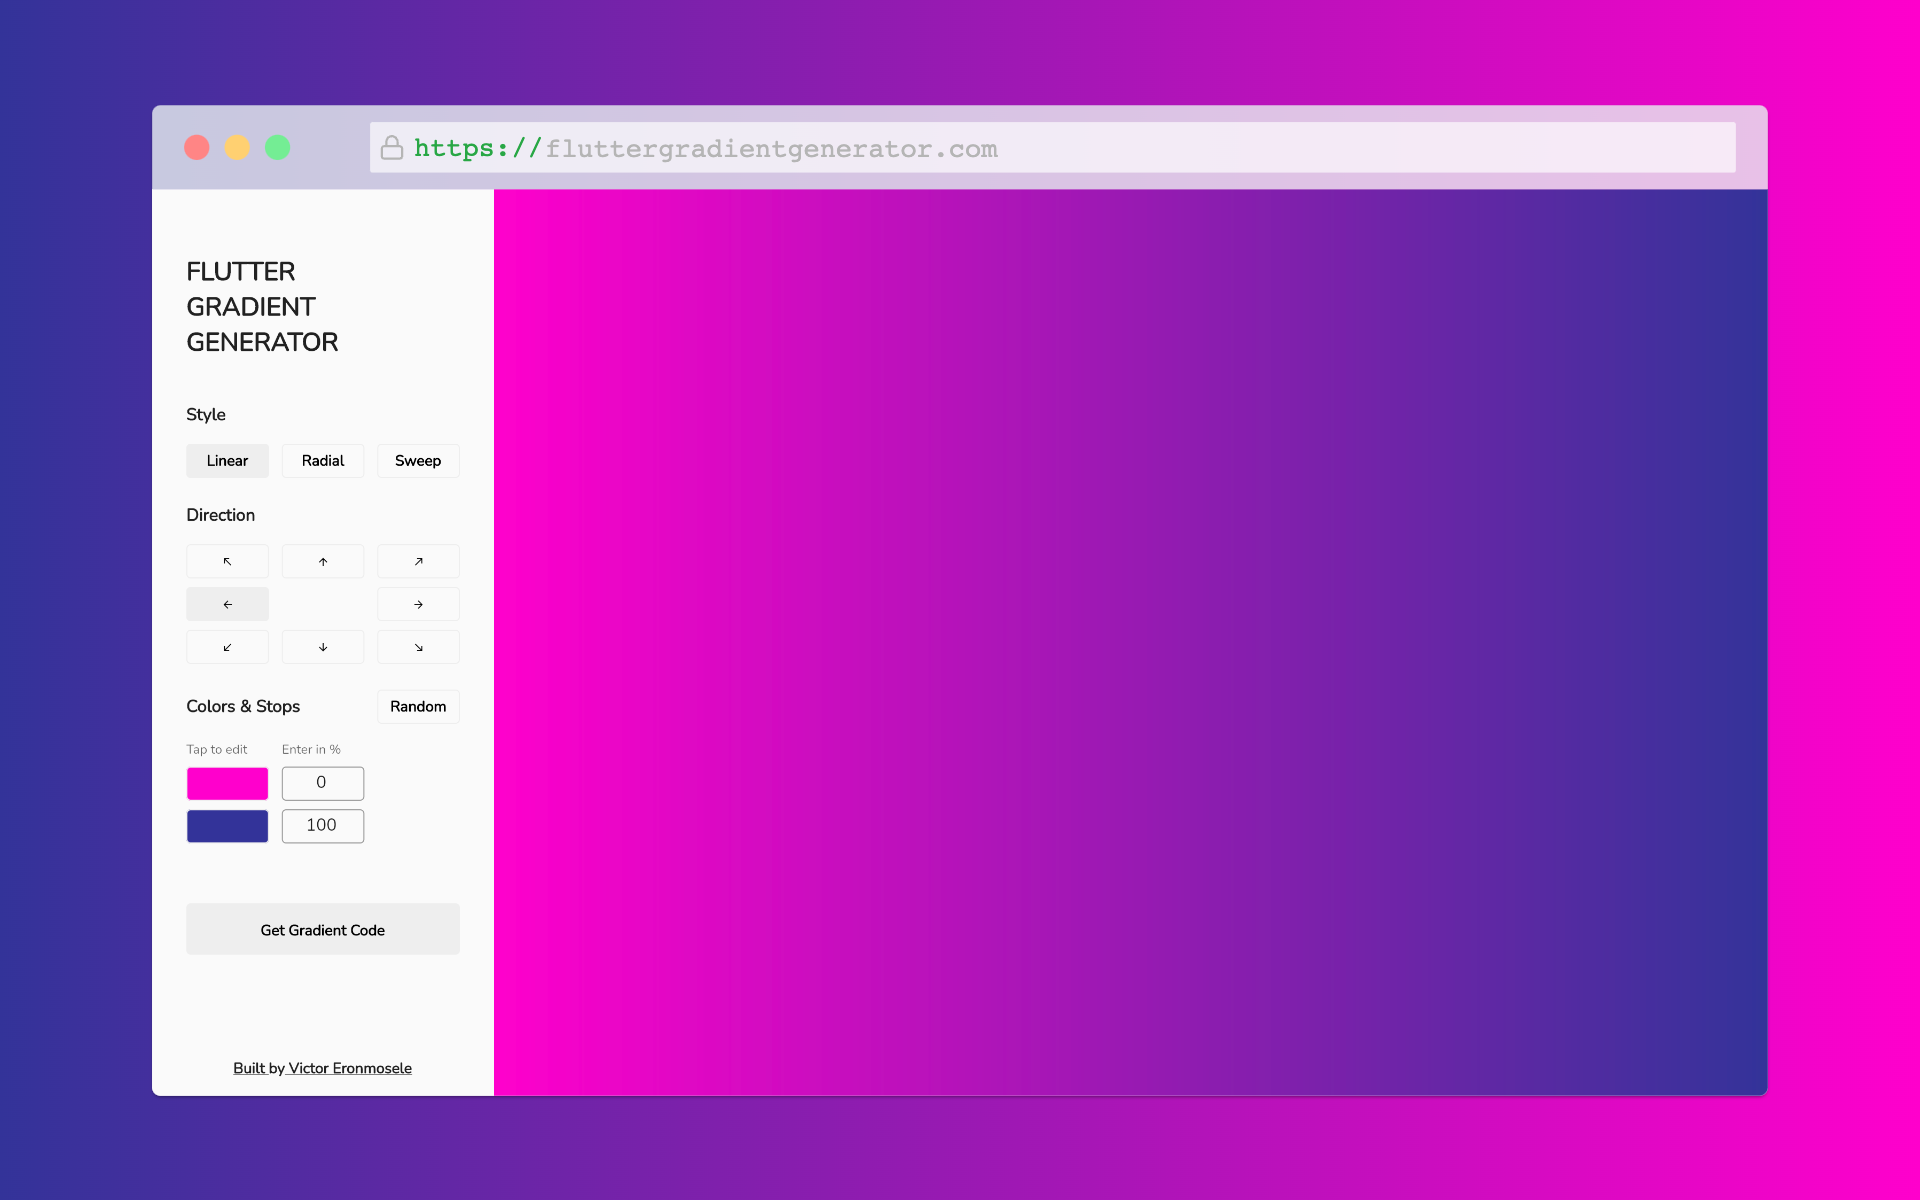 https://fluttergradientgenerator.com
FLUTTER
GRADIENT
GENERATOR
Style
Linear Radial Sweep
Direction
↖ ↑ ↗
← →
↙ ↓ ↘
Colors & Stops Random
Tap to edit Enter in %
0
100
Get Gradient Code
Built by Victor Eronmosele